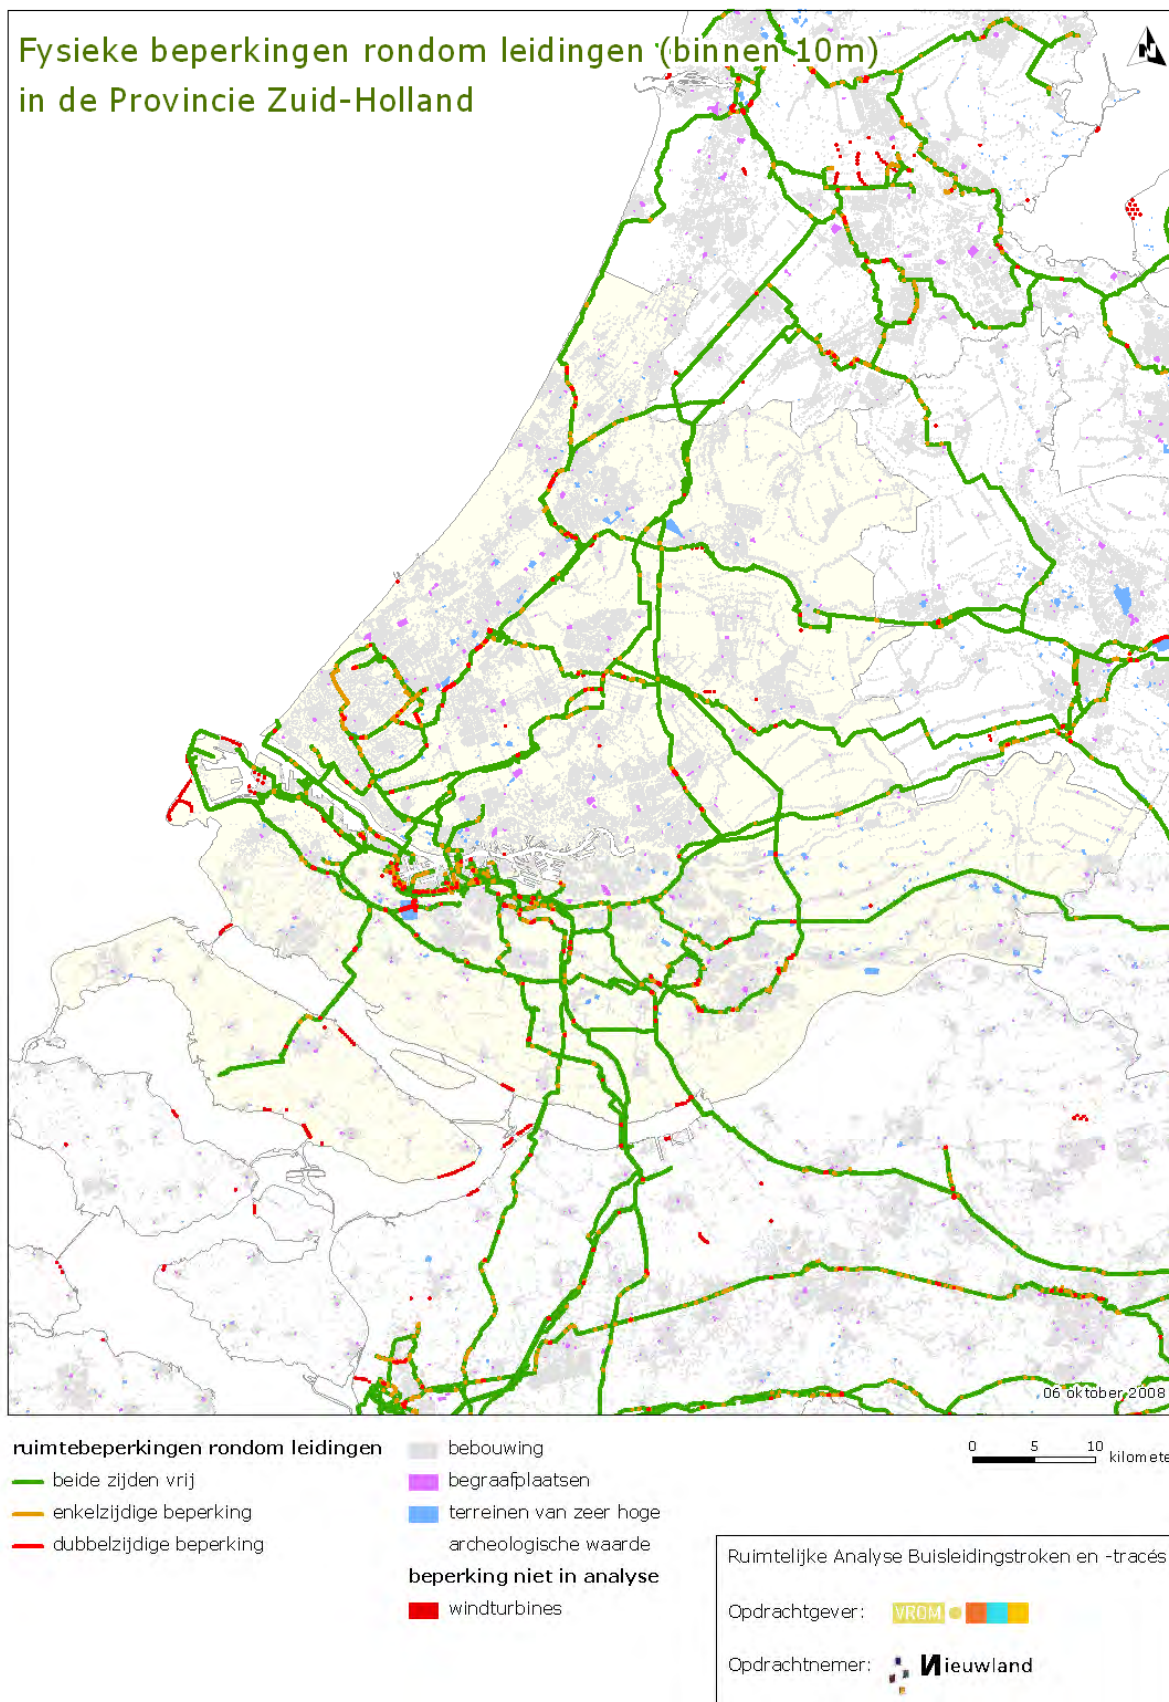 Fysieke beperkingen rondom leidingen (binnen 10m)
in de Provincie Zuid-Holland
N
06 oktober 2008
ruimtebeperkingen rondom leidingen
beide zijden vrij
enkelzijdige beperking
dubbelzijdige beperking
bebouwing
begraafplaatsen
terreinen van zeer hoge
archeologische waarde
beperking niet in analyse
windturbines
0 5 10 kilomete
Ruimtelijke Analyse Buisleidingstroken en -tracés
Opdrachtgever: VROM
Opdrachtnemer: Nieuwland